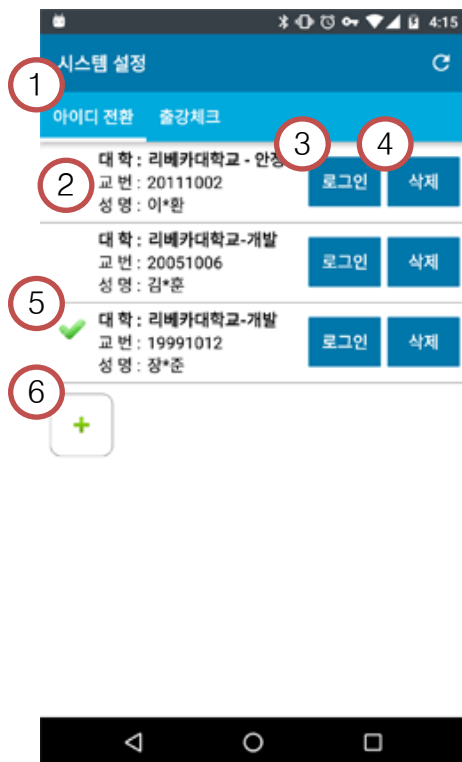 4:15
시스템 설정
1
아이디 전환 출강체크
3 4
대 학 : 리베카대학교 - 안정
2 교 번 : 20111002 로그인 삭제
성 명 : 이*환
대 학 : 리베카대학교-개발
교 번 : 20051006 로그인 삭제
성 명 : 김*훈
5
대 학 : 리베카대학교-개발
교 번 : 19991012 로그인 삭제
성 명 : 장*준
6
+